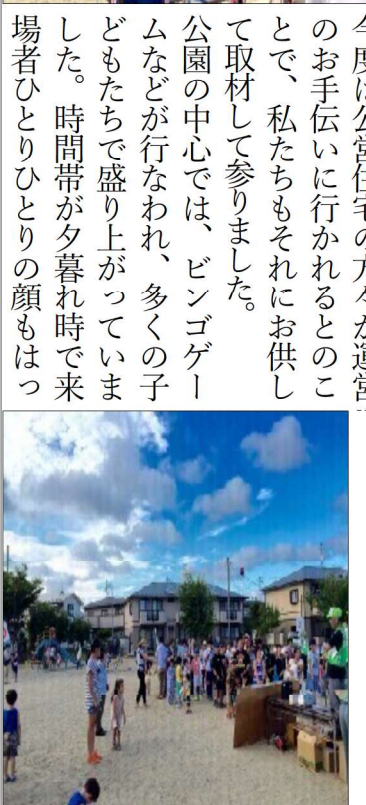 今度は公営住宅の方々が運営
のお手伝いに行かれるとのこ
とで、私たちもそれにお供し
て取材して参りました。
公園の中心では、ビンゴゲー
ムなどが行なわれ、多くの子
どもたちで盛り上がっていま
した。時間帯が夕暮れ時で来
場者ひとりひとりの顔もはっ